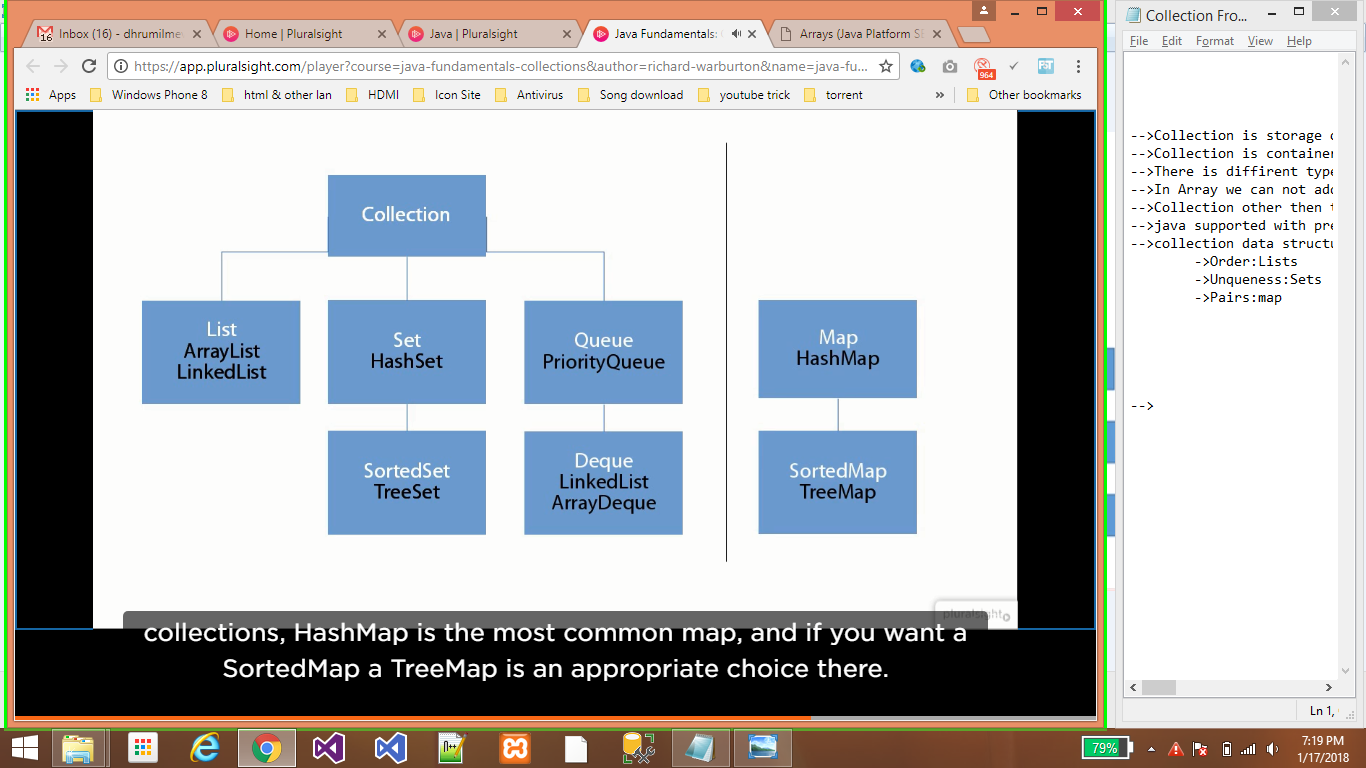 Inbox (16) - dhrumilme
Home | Pluralsight
Java | Pluralsight
Java Fundamentals:
Arrays (Java Platform S
Collection Fro...
16
https://app.pluralsight.com/player?course=java-fundamentals-collections&author=richard-warburton&name=java-fu...
964
File Edit Format View Help
Apps
Windows Phone 8
html & other lan
HDMI
Icon Site
Antivirus
Song download
youtube trick
torrent
»
Other bookmarks
Collection
List
ArrayList
LinkedList
Set
HashSet
Queue
PriorityQueue
Map
HashMap
SortedSet
TreeSet
Deque
LinkedList
ArrayDeque
SortedMap
TreeMap
pluralsight
collections, HashMap is the most common map, and if you want a
SortedMap a TreeMap is an appropriate choice there.
-->Collection is storage
-->Collection is container
-->There is diffirent type
-->In Array we can not add
-->Collection other then
-->java supported with pre
-->collection data structu
->Order:Lists
->Unqueness:Sets
->Pairs:map
-->
Ln 1,
79%
7:19 PM
1/17/2018